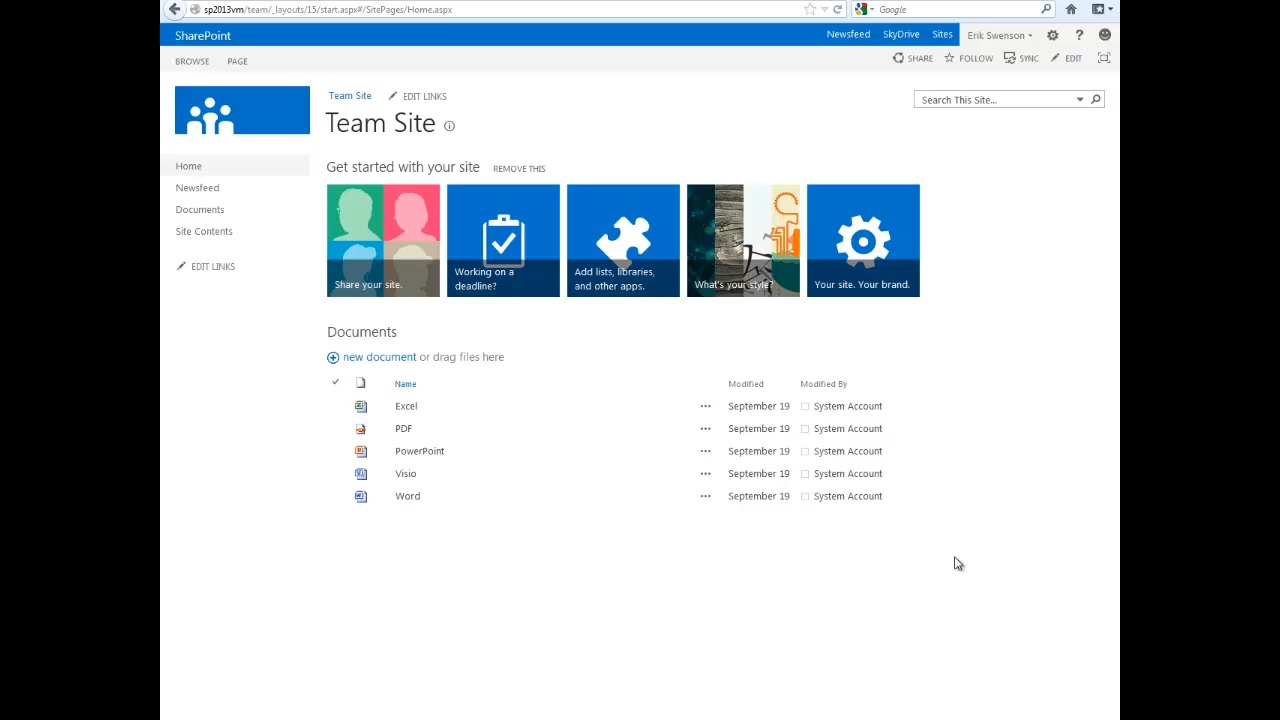 sp2013vm/team/_layouts/15/start.aspx#/SitePages/Home.aspx
Google
SharePoint
Newsfeed SkyDrive Sites Erik Swenson ?
BROWSE PAGE
SHARE FOLLOW SYNC EDIT
Team Site EDIT LINKS
Search This Site...
Team Site
Home
Newsfeed
Documents
Site Contents
EDIT LINKS
Get started with your site REMOVE THIS
Share your site.
Working on a
deadline?
Add lists, libraries,
and other apps.
What's your style?
Your site. Your brand.
Documents
new document or drag files here
Name Modified Modified By
Excel ... September 19 System Account
PDF ... September 19 System Account
PowerPoint ... September 19 System Account
Visio ... September 19 System Account
Word ... September 19 System Account